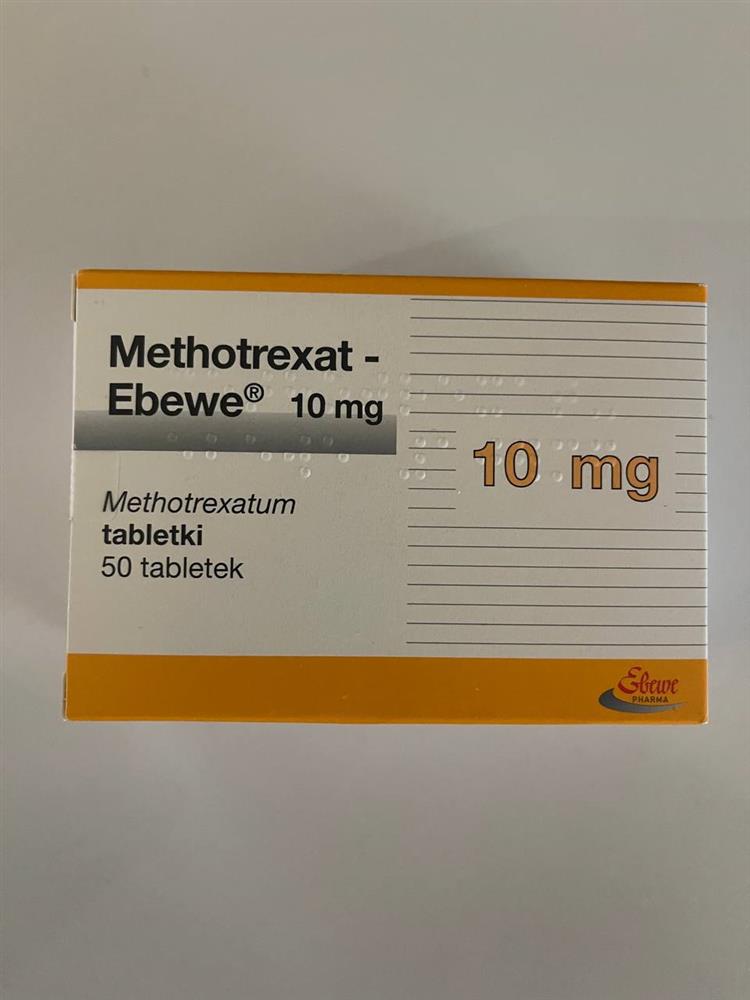 Methotrexat -
Ebewe® 10 mg
10 mg
Methotrexatum
tabletki
50 tabletek
Ebewe
PHARMA